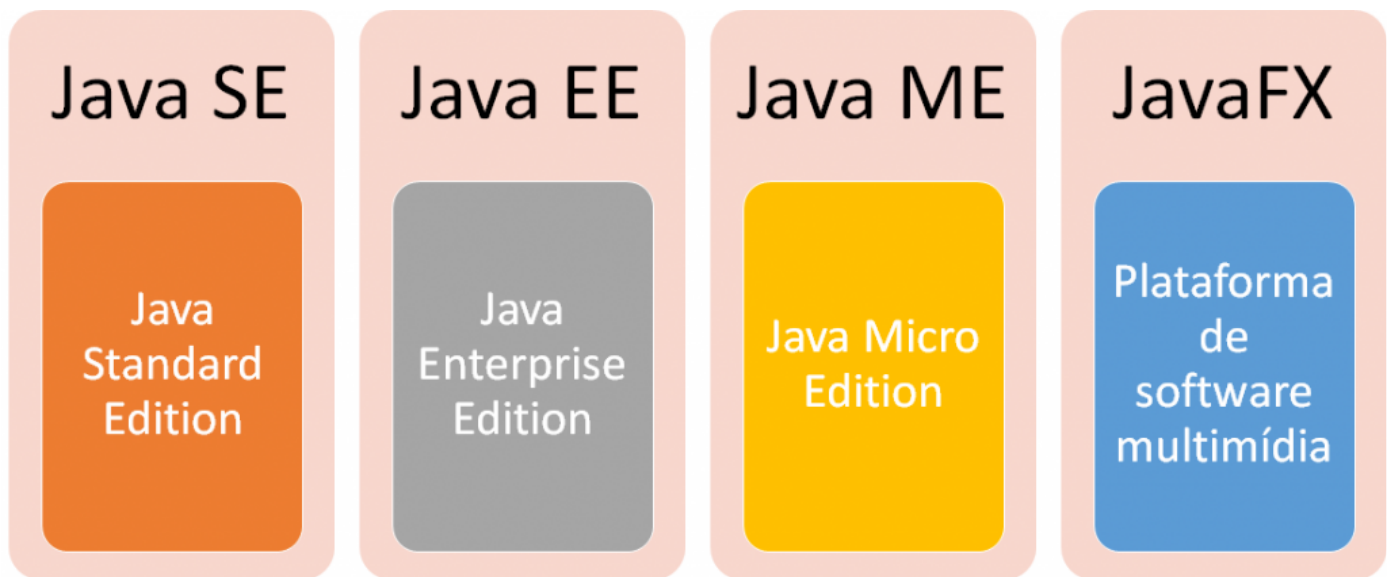 Java SE
Java
Standard
Edition
Java EE
Java
Enterprise
Edition
Java ME
Java Micro
Edition
JavaFX
Plataforma
de
software
multimídia